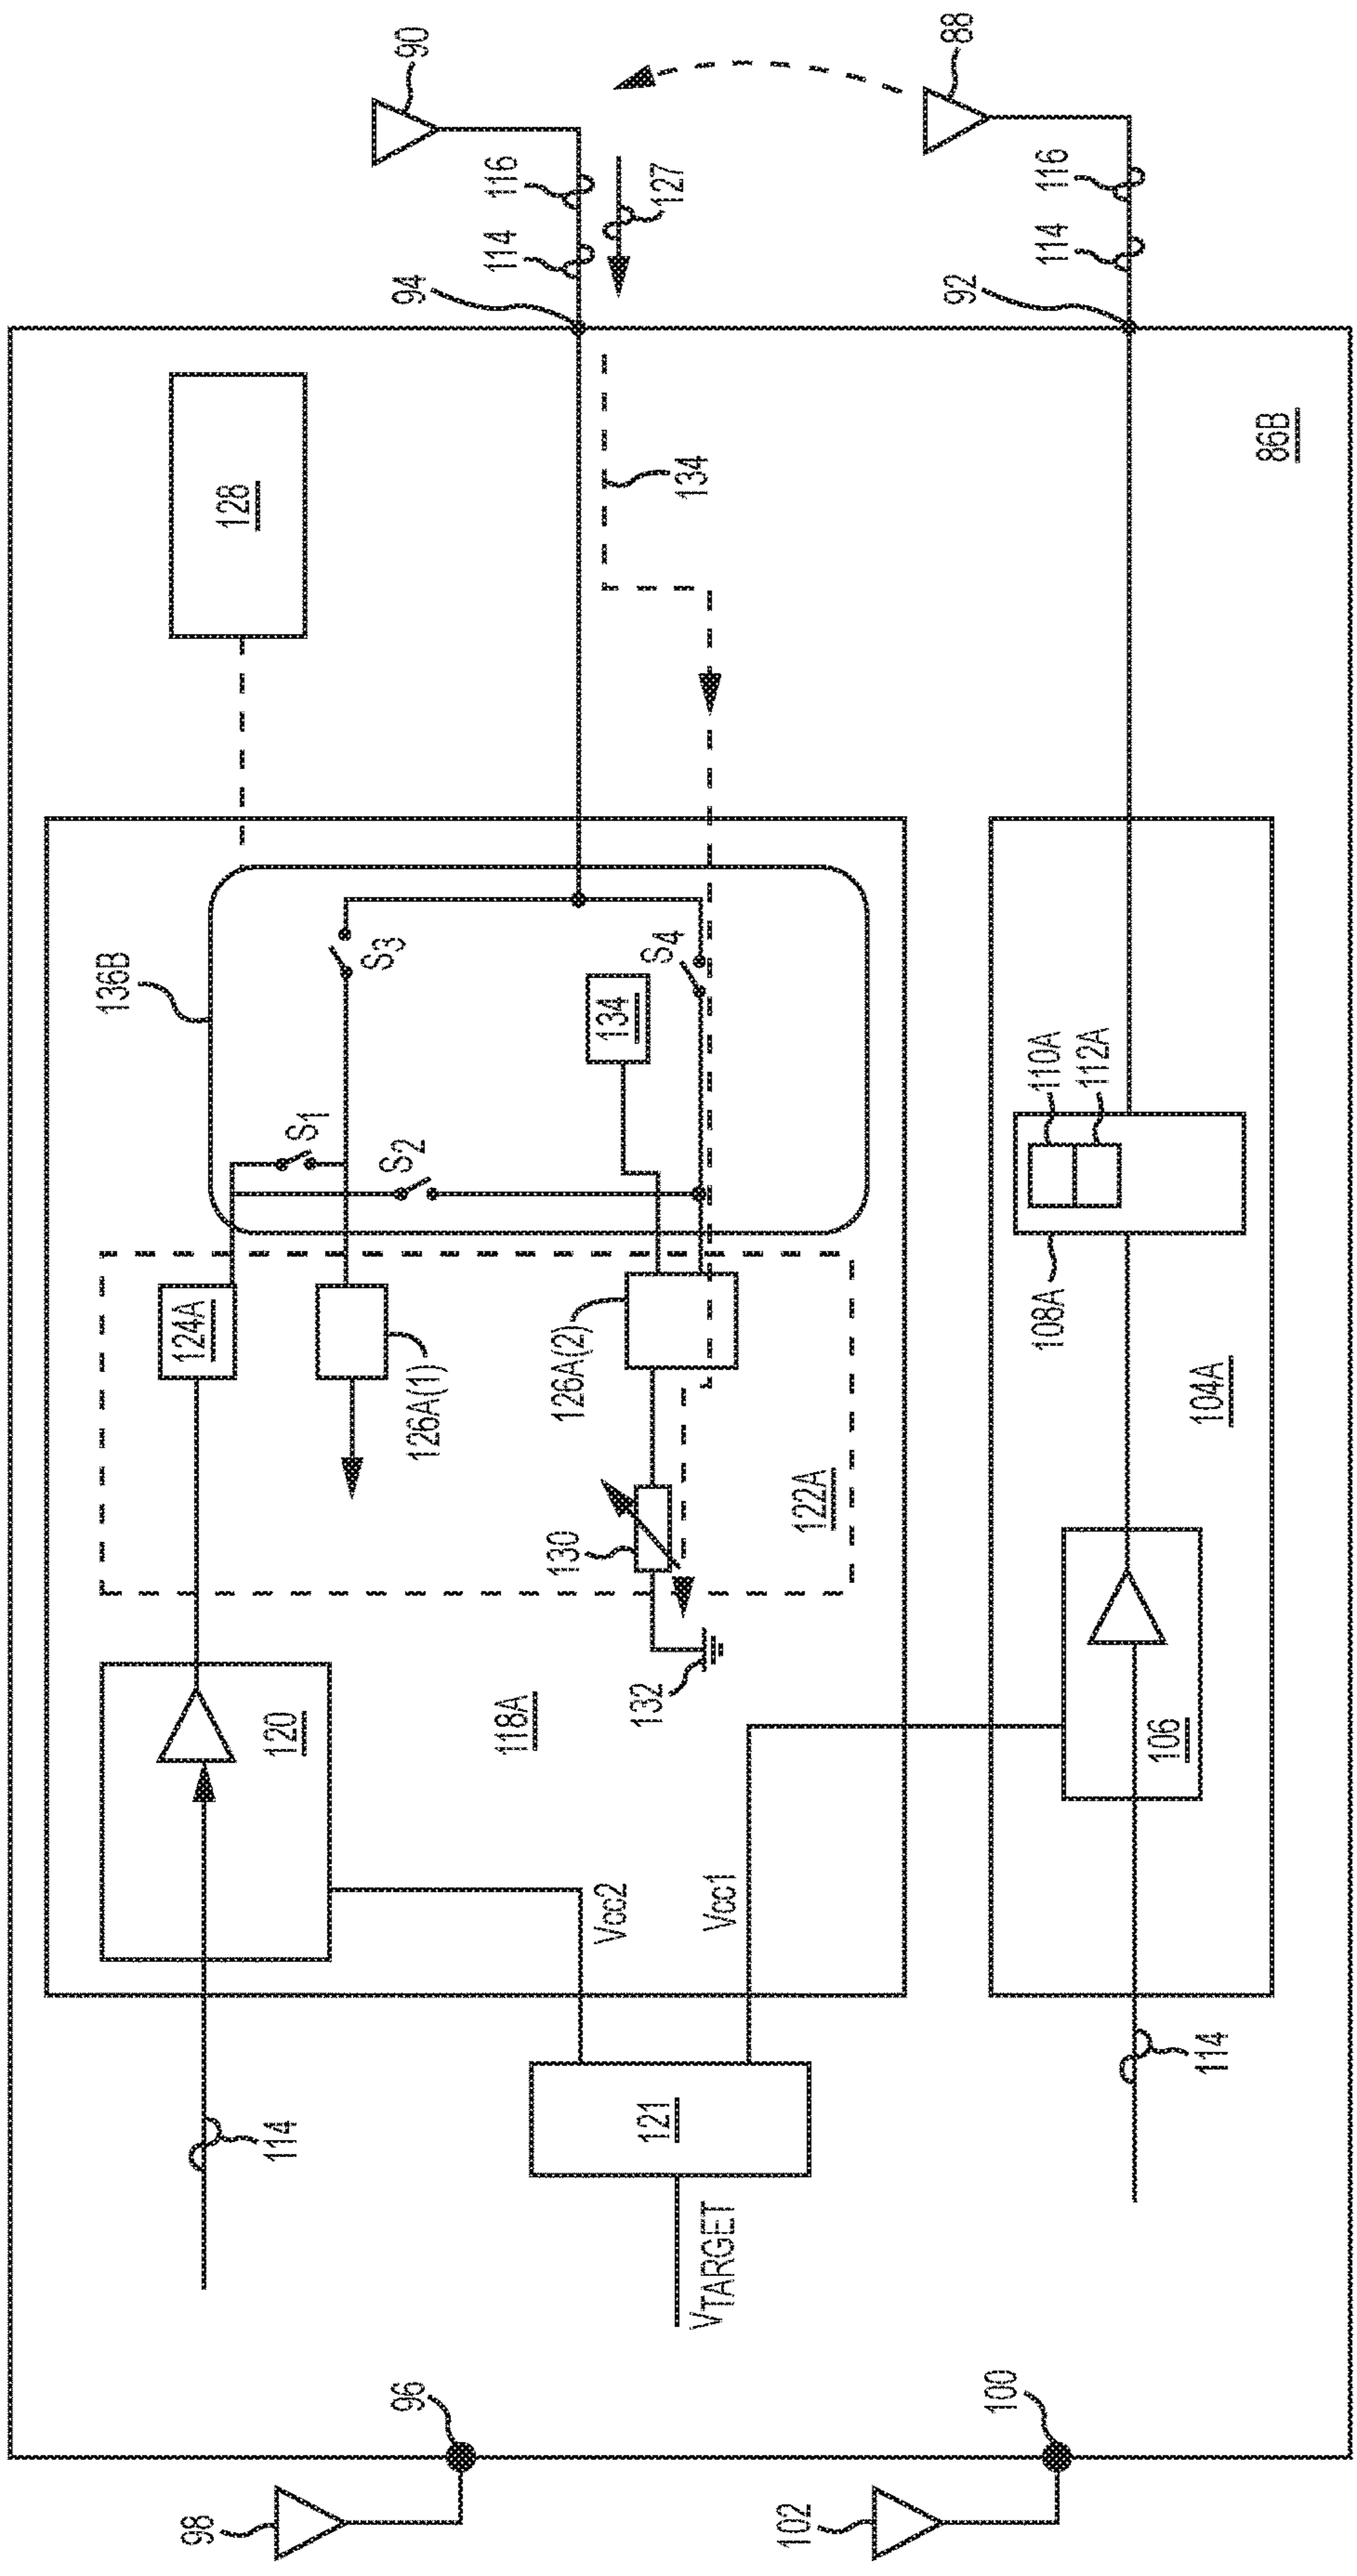 90
88
116
127
114
94
116
114
92
128
134
86B
136B
S3
S4
134
S1
S2
110A
112A
124A
126A(1)
126A(2)
108A
104A
130
122A
120
118A
132
106
Vcc2
Vcc1
114
121
114
VTARGET
96
100
98
102